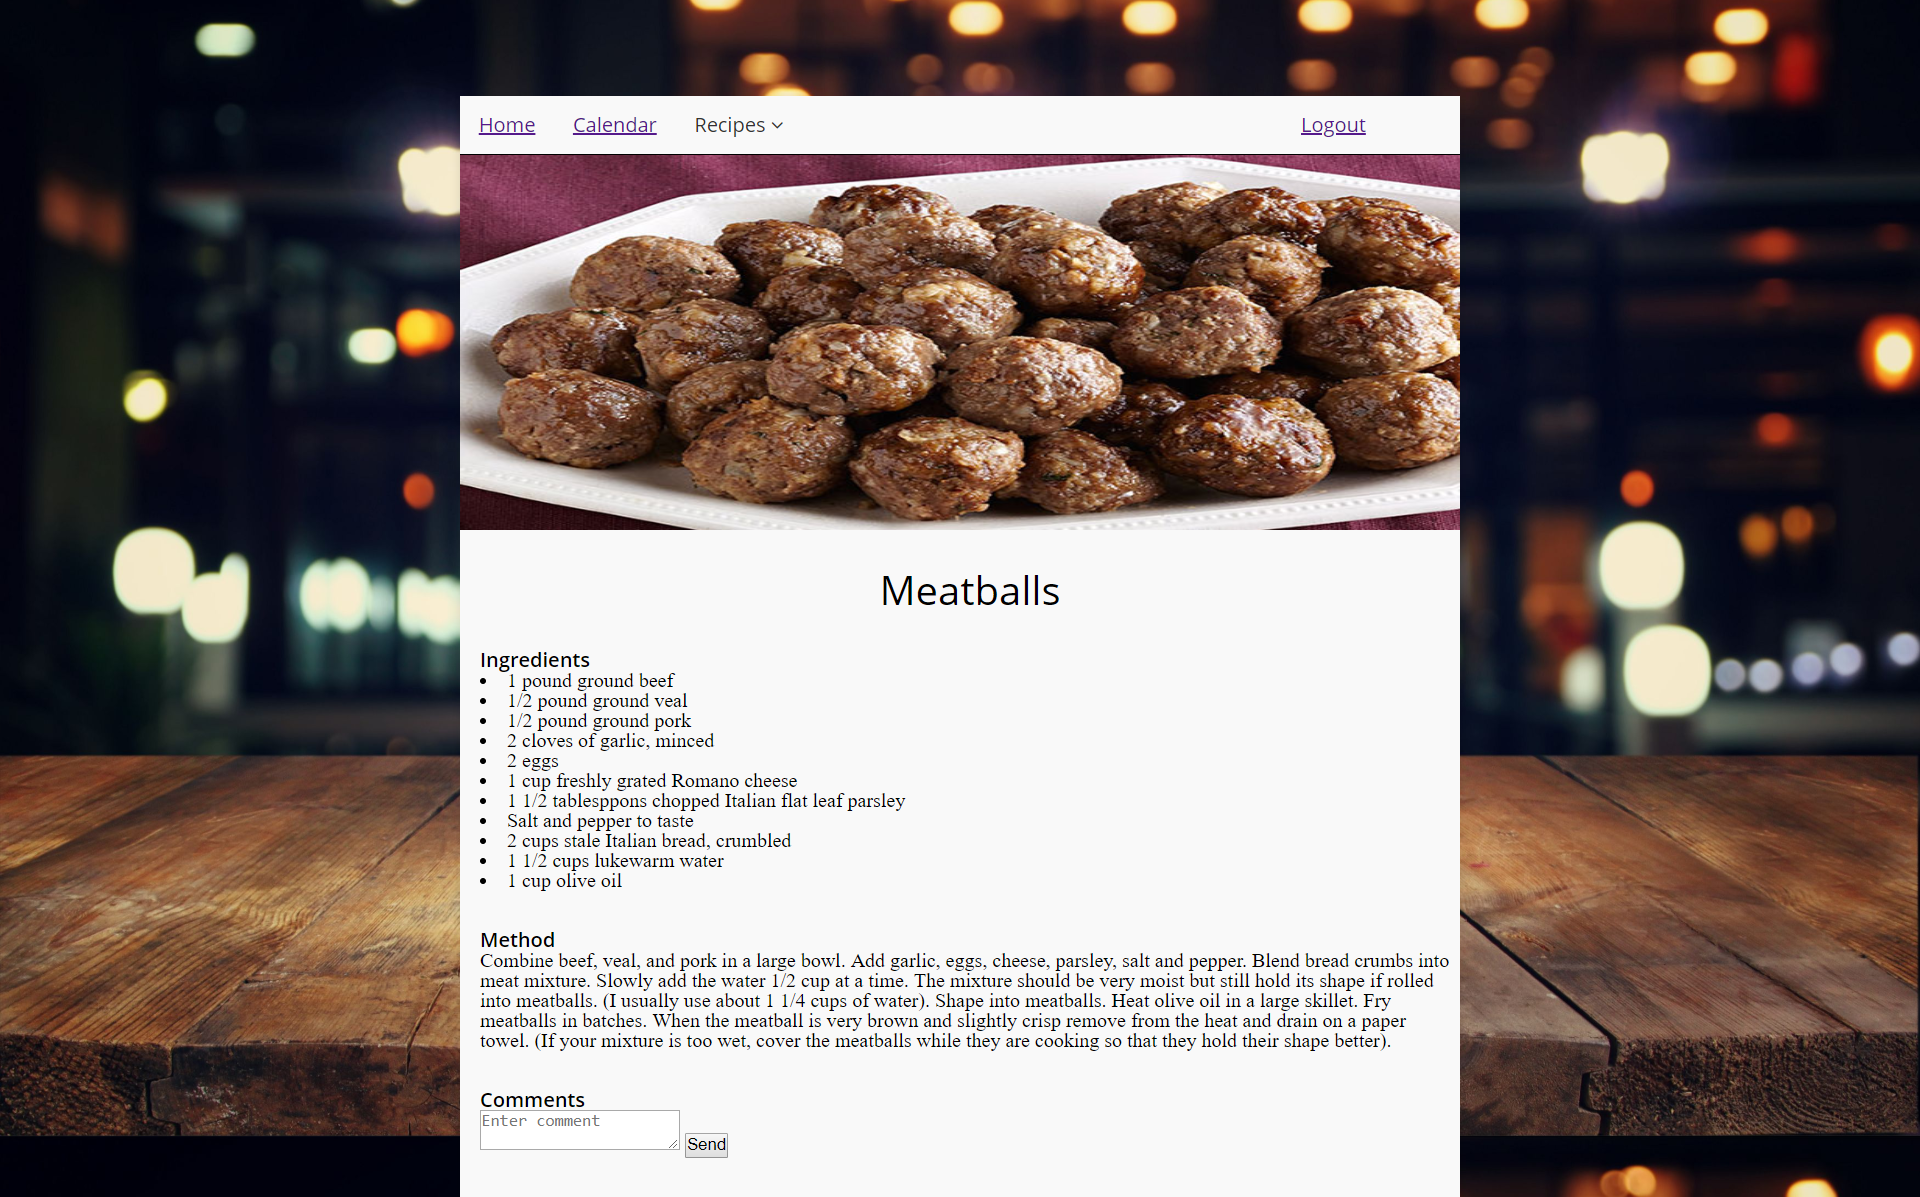 Home Calendar Recipes Logout
Meatballs
Ingredients
• 1 pound ground beef
• 1/2 pound ground veal
• 1/2 pound ground pork
• 2 cloves of garlic, minced
• 2 eggs
• 1 cup freshly grated Romano cheese
• 1 1/2 tablesppons chopped Italian flat leaf parsley
• Salt and pepper to taste
• 2 cups stale Italian bread, crumbled
• 1 1/2 cups lukewarm water
• 1 cup olive oil
Method
Combine beef, veal, and pork in a large bowl. Add garlic, eggs, cheese, parsley, salt and pepper. Blend bread crumbs into
meat mixture. Slowly add the water 1/2 cup at a time. The mixture should be very moist but still hold its shape if rolled
into meatballs. (I usually use about 1 1/4 cups of water). Shape into meatballs. Heat olive oil in a large skillet. Fry
meatballs in batches. When the meatball is very brown and slightly crisp remove from the heat and drain on a paper
towel. (If your mixture is too wet, cover the meatballs while they are cooking so that they hold their shape better).
Comments
Enter comment
Send